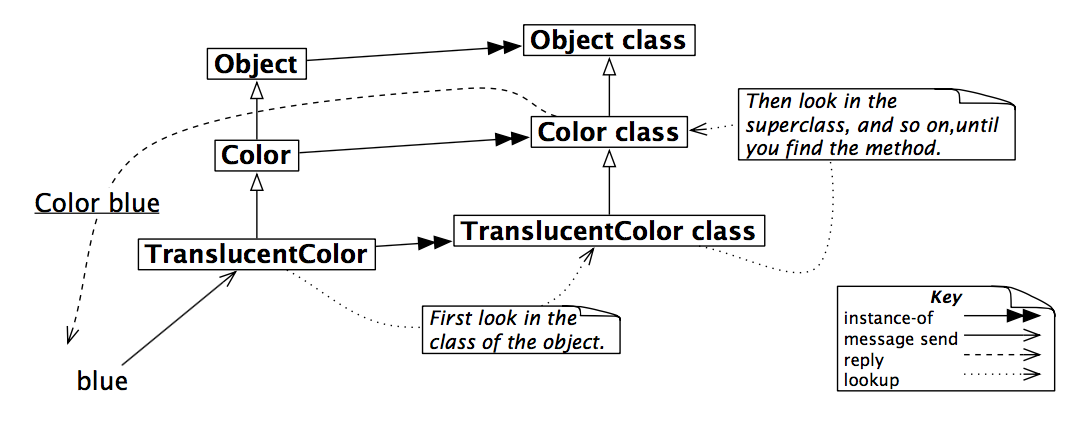 Object class
Object
Then look in the
superclass, and so on,until
you find the method.
Color class
Color
Color blue
TranslucentColor class
TranslucentColor
First look in the
class of the object.
blue
Key
instance-of
message send
reply
lookup